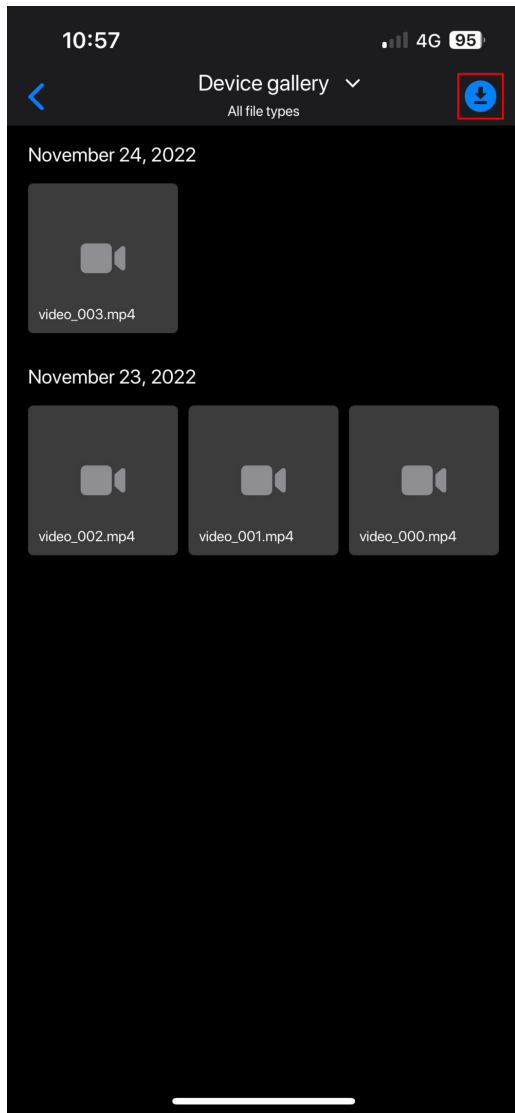 10:57 4G 95
Device gallery
All file types
November 24, 2022
video_003.mp4
November 23, 2022
video_002.mp4 video_001.mp4 video_000.mp4